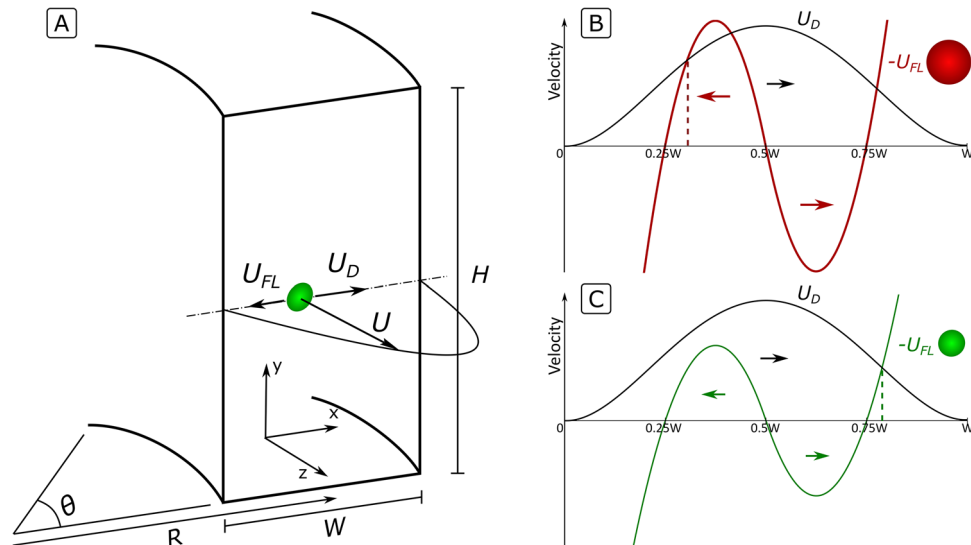 A
U_FL
U_D
U
H
y
x
z
θ
R
W
B
Velocity
U_D
-U_FL
0
0.25W
0.5W
0.75W
W
C
Velocity
U_D
-U_FL
0
0.25W
0.5W
0.75W
W